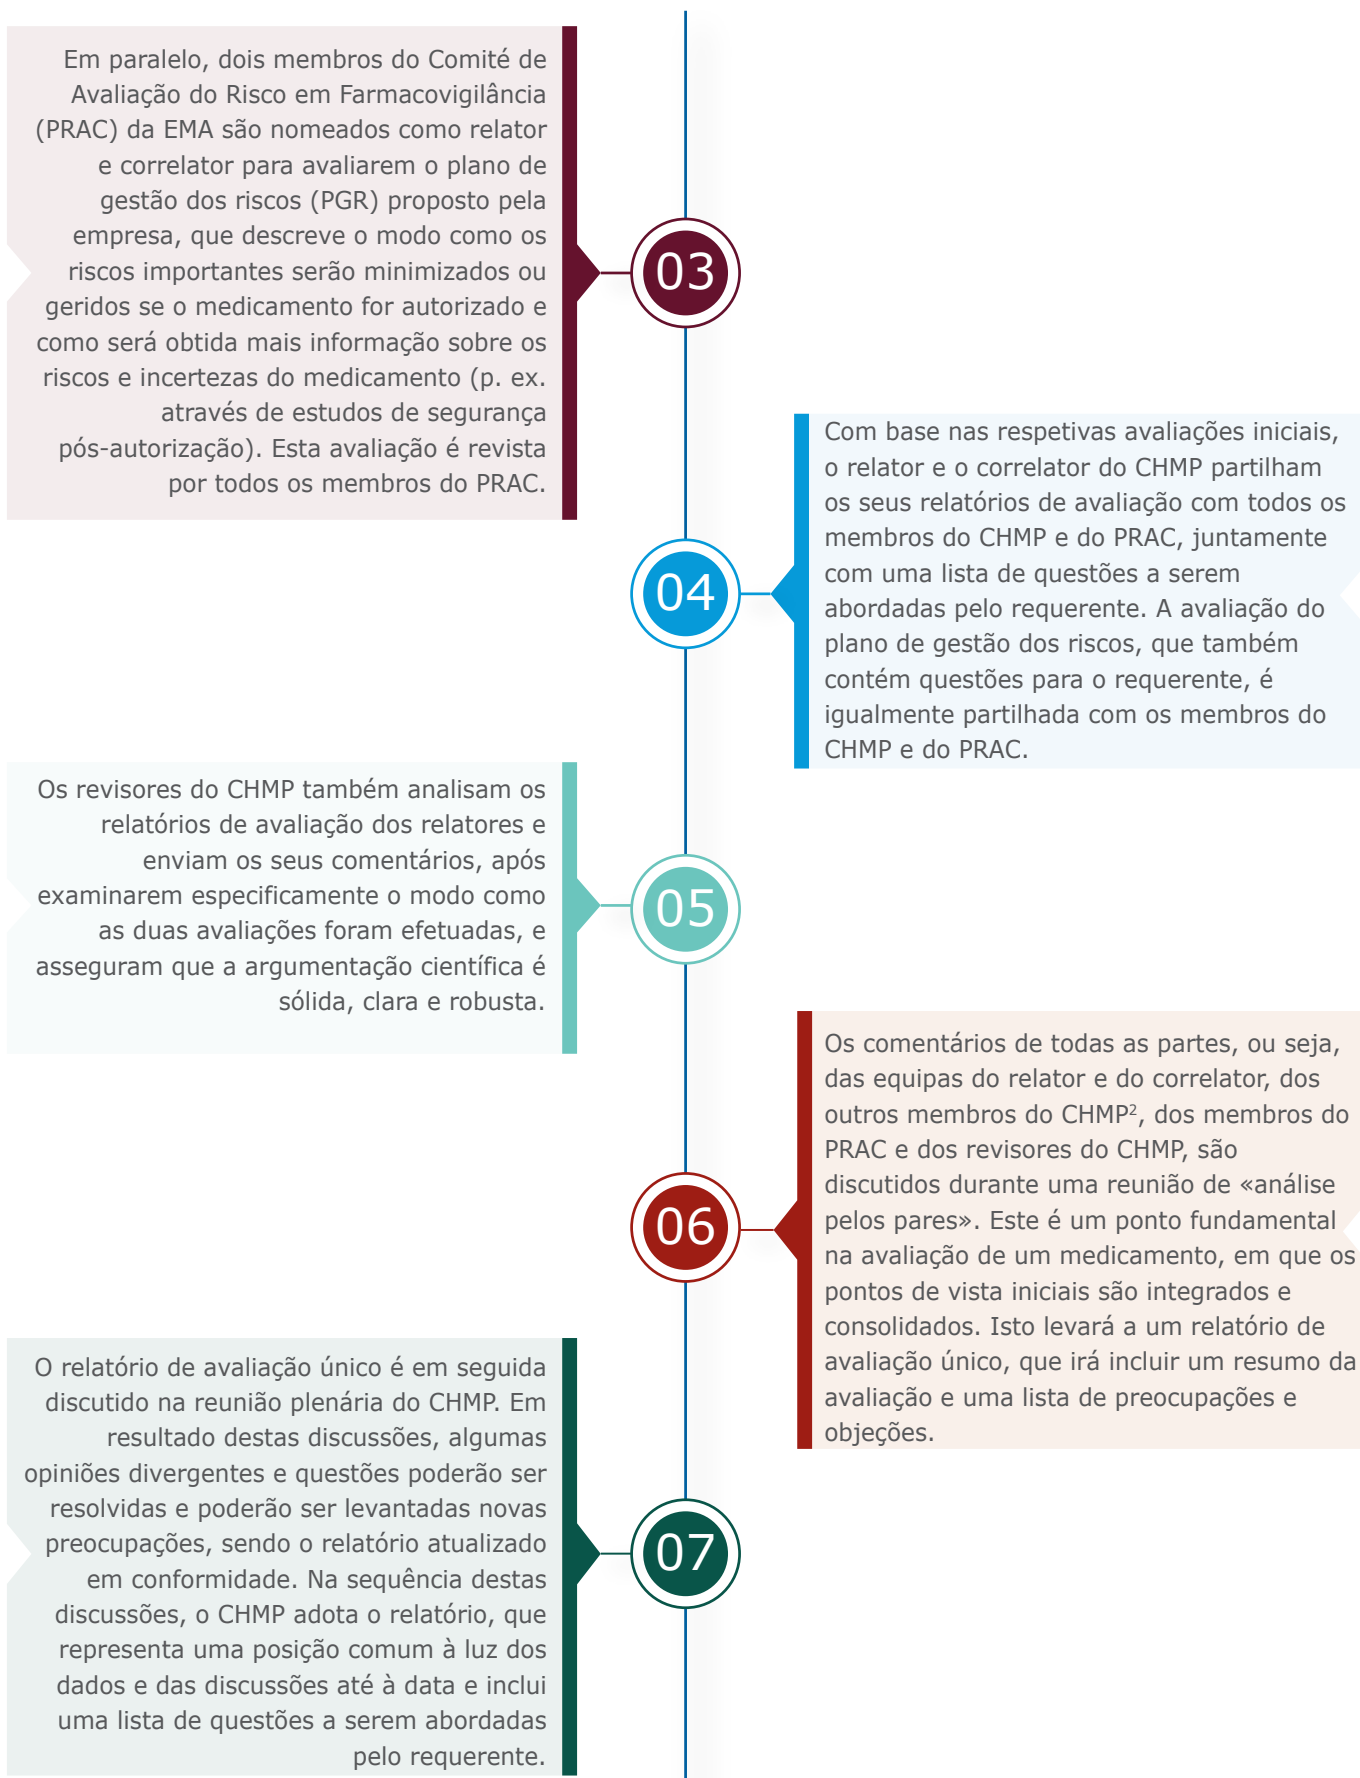 Em paralelo, dois membros do Comité de
Avaliação do Risco em Farmacovigilância
(PRAC) da EMA são nomeados como relator
e correlator para avaliarem o plano de
gestão dos riscos (PGR) proposto pela
empresa, que descreve o modo como os
riscos importantes serão minimizados ou
geridos se o medicamento for autorizado e
como será obtida mais informação sobre os
riscos e incertezas do medicamento (p. ex.
através de estudos de segurança
pós-autorização). Esta avaliação é revista
por todos os membros do PRAC.
03
Com base nas respetivas avaliações iniciais,
o relator e o correlator do CHMP partilham
os seus relatórios de avaliação com todos os
membros do CHMP e do PRAC, juntamente
com uma lista de questões a serem
abordadas pelo requerente. A avaliação do
plano de gestão dos riscos, que também
contém questões para o requerente, é
igualmente partilhada com os membros do
CHMP e do PRAC.
04
Os revisores do CHMP também analisam os
relatórios de avaliação dos relatores e
enviam os seus comentários, após
examinarem especificamente o modo como
as duas avaliações foram efetuadas, e
asseguram que a argumentação científica é
sólida, clara e robusta.
05
Os comentários de todas as partes, ou seja,
das equipas do relator e do correlator, dos
outros membros do CHMP², dos membros do
PRAC e dos revisores do CHMP, são
discutidos durante uma reunião de «análise
pelos pares». Este é um ponto fundamental
na avaliação de um medicamento, em que os
pontos de vista iniciais são integrados e
consolidados. Isto levará a um relatório de
avaliação único, que irá incluir um resumo da
avaliação e uma lista de preocupações e
objeções.
06
O relatório de avaliação único é em seguida
discutido na reunião plenária do CHMP. Em
resultado destas discussões, algumas
opiniões divergentes e questões poderão ser
resolvidas e poderão ser levantadas novas
preocupações, sendo o relatório atualizado
em conformidade. Na sequência destas
discussões, o CHMP adota o relatório, que
representa uma posição comum à luz dos
dados e das discussões até à data e inclui
uma lista de questões a serem abordadas
pelo requerente.
07